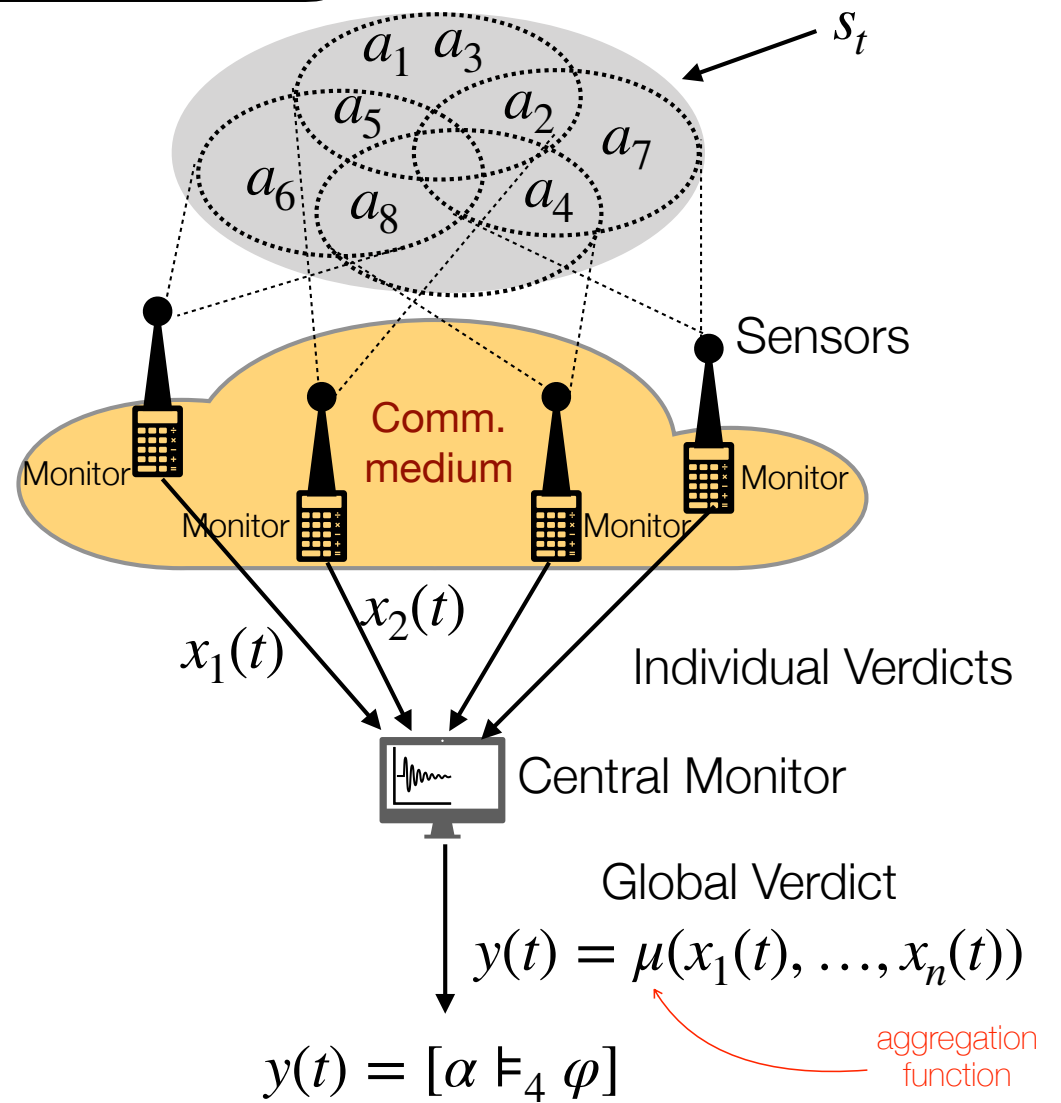 s_t
a_1 a_3
a_5 a_2
a_7
a_6 a_8 a_4
Sensors
Comm.
medium
Monitor
Monitor
Monitor
Monitor
x_1(t)
x_2(t)
Individual Verdicts
Central Monitor
Global Verdict
y(t) = μ(x_1(t), …, x_n(t))
aggregation
function
y(t) = [α ⊨_4 φ]